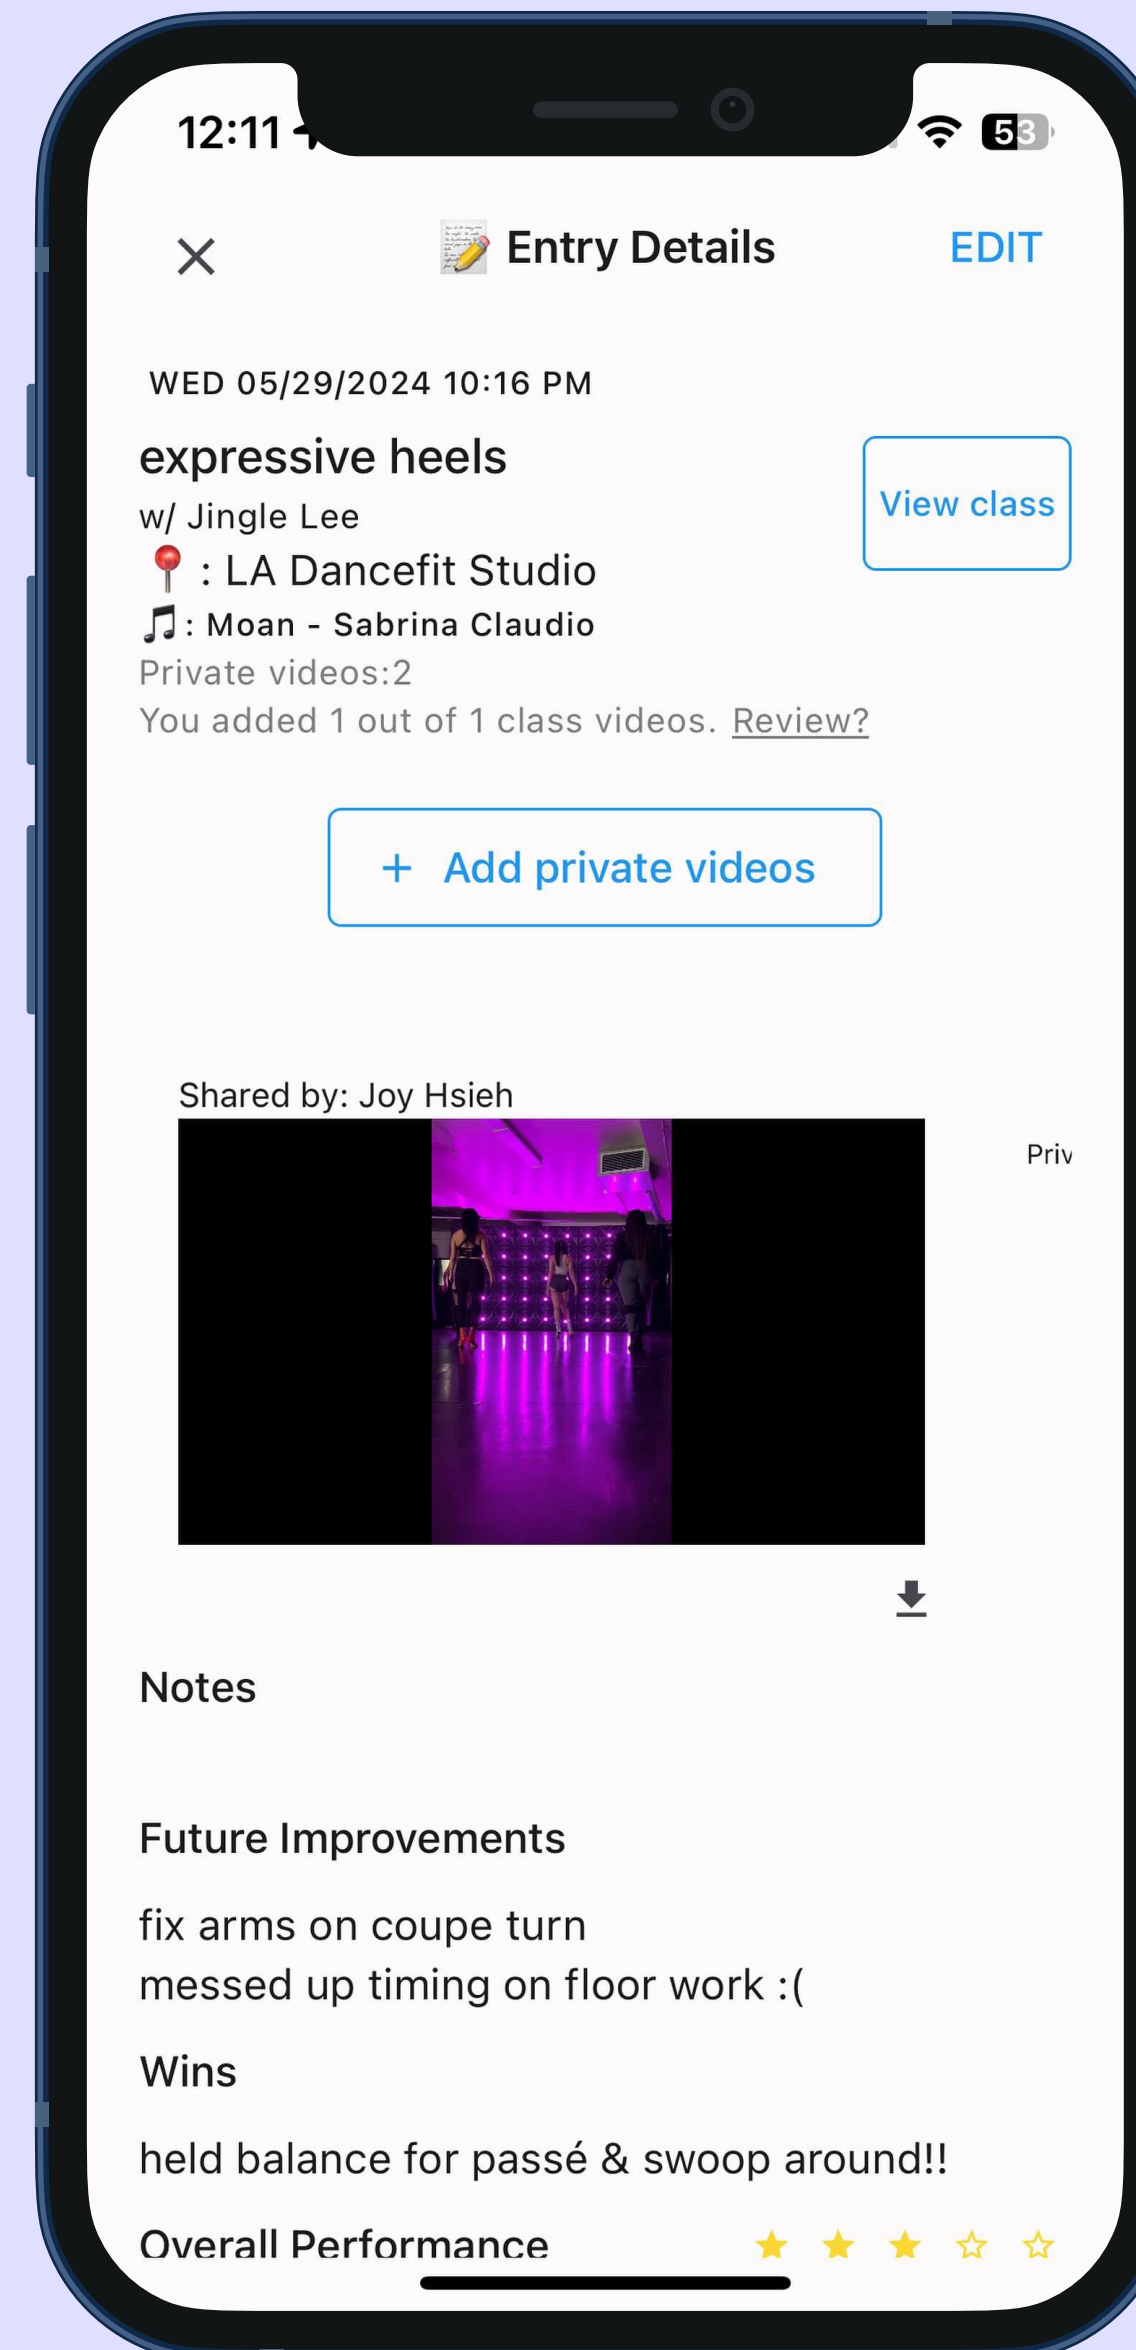 12:11
53
Entry Details
EDIT
WED 05/29/2024 10:16 PM
expressive heels
View class
w/ Jingle Lee
: LA Dancefit Studio
: Moan - Sabrina Claudio
Private videos:2
You added 1 out of 1 class videos. Review?
+ Add private videos
Shared by: Joy Hsieh
Priv
Notes
Future Improvements
fix arms on coupe turn
messed up timing on floor work :(
Wins
held balance for passé & swoop around!!
Overall Performance